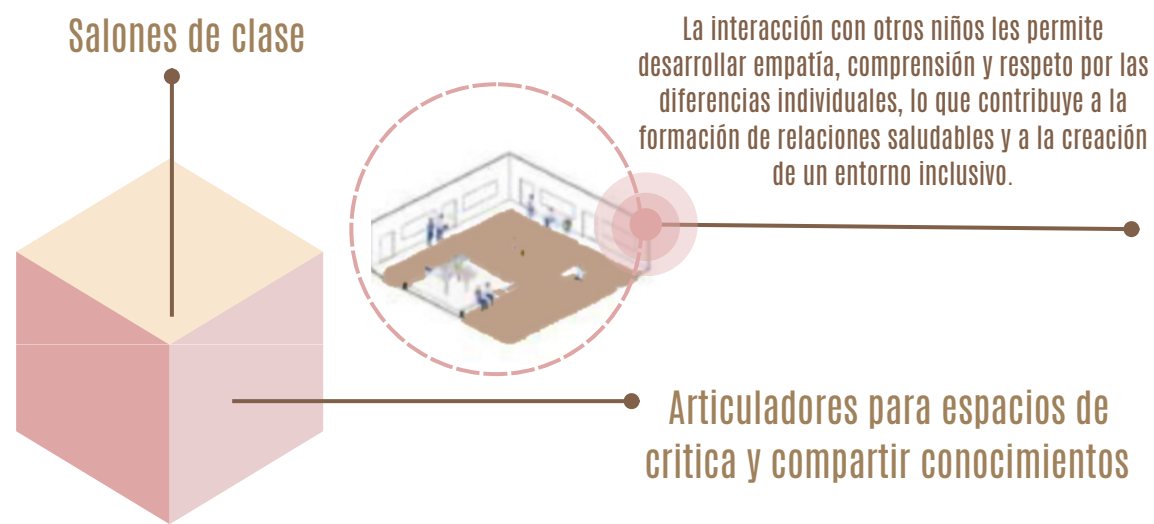 Salones de clase
La interacción con otros niños les permite
desarrollar empatía, comprensión y respeto por las
diferencias individuales, lo que contribuye a la
formación de relaciones saludables y a la creación
de un entorno inclusivo.
Articuladores para espacios de
critica y compartir conocimientos